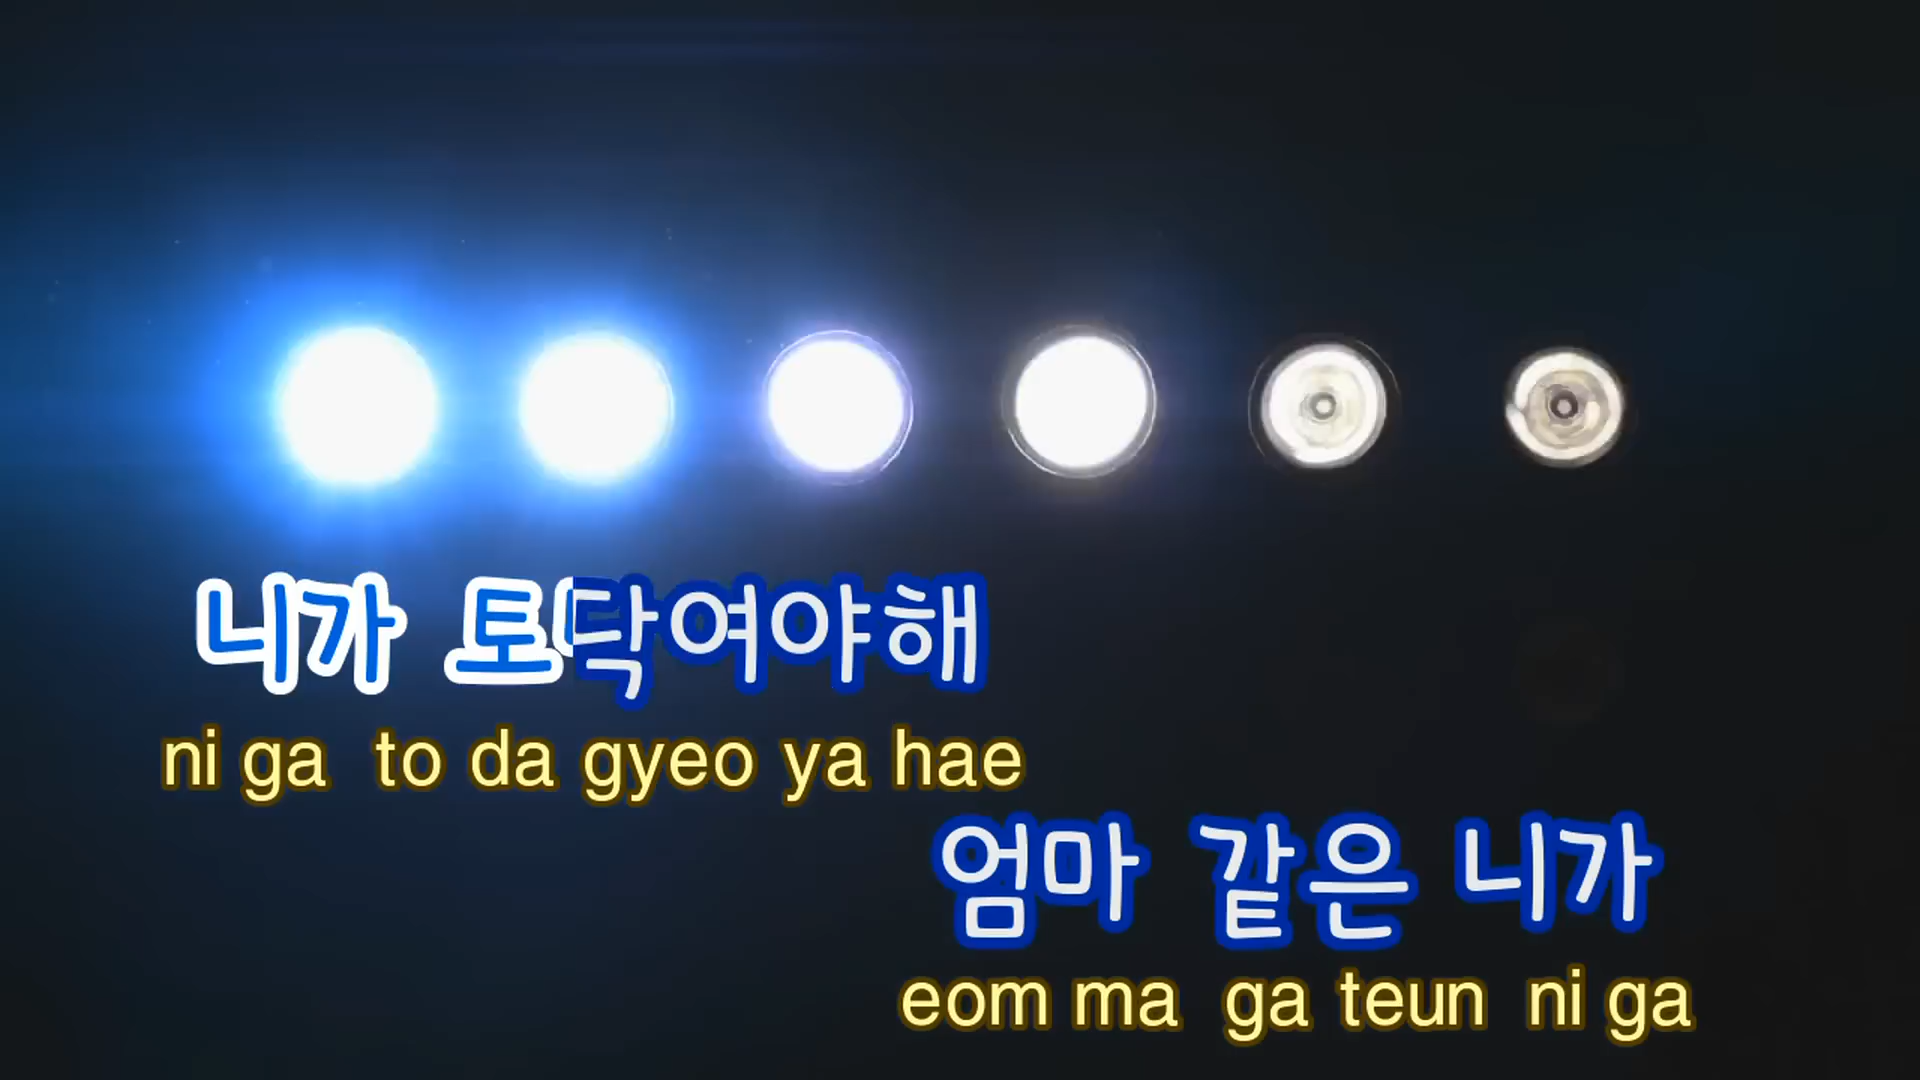 니가 토닥여야해
ni ga to da gyeo ya hae
엄마 같은 니가
eom ma ga teun ni ga